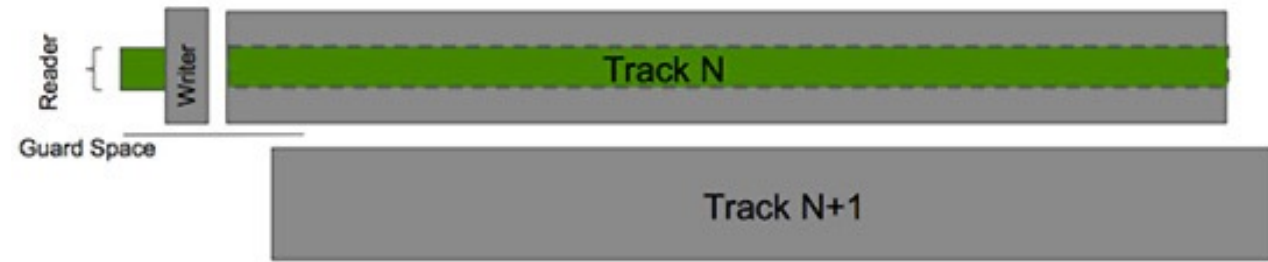 Reader
Writer
Track N
Guard Space
Track N+1